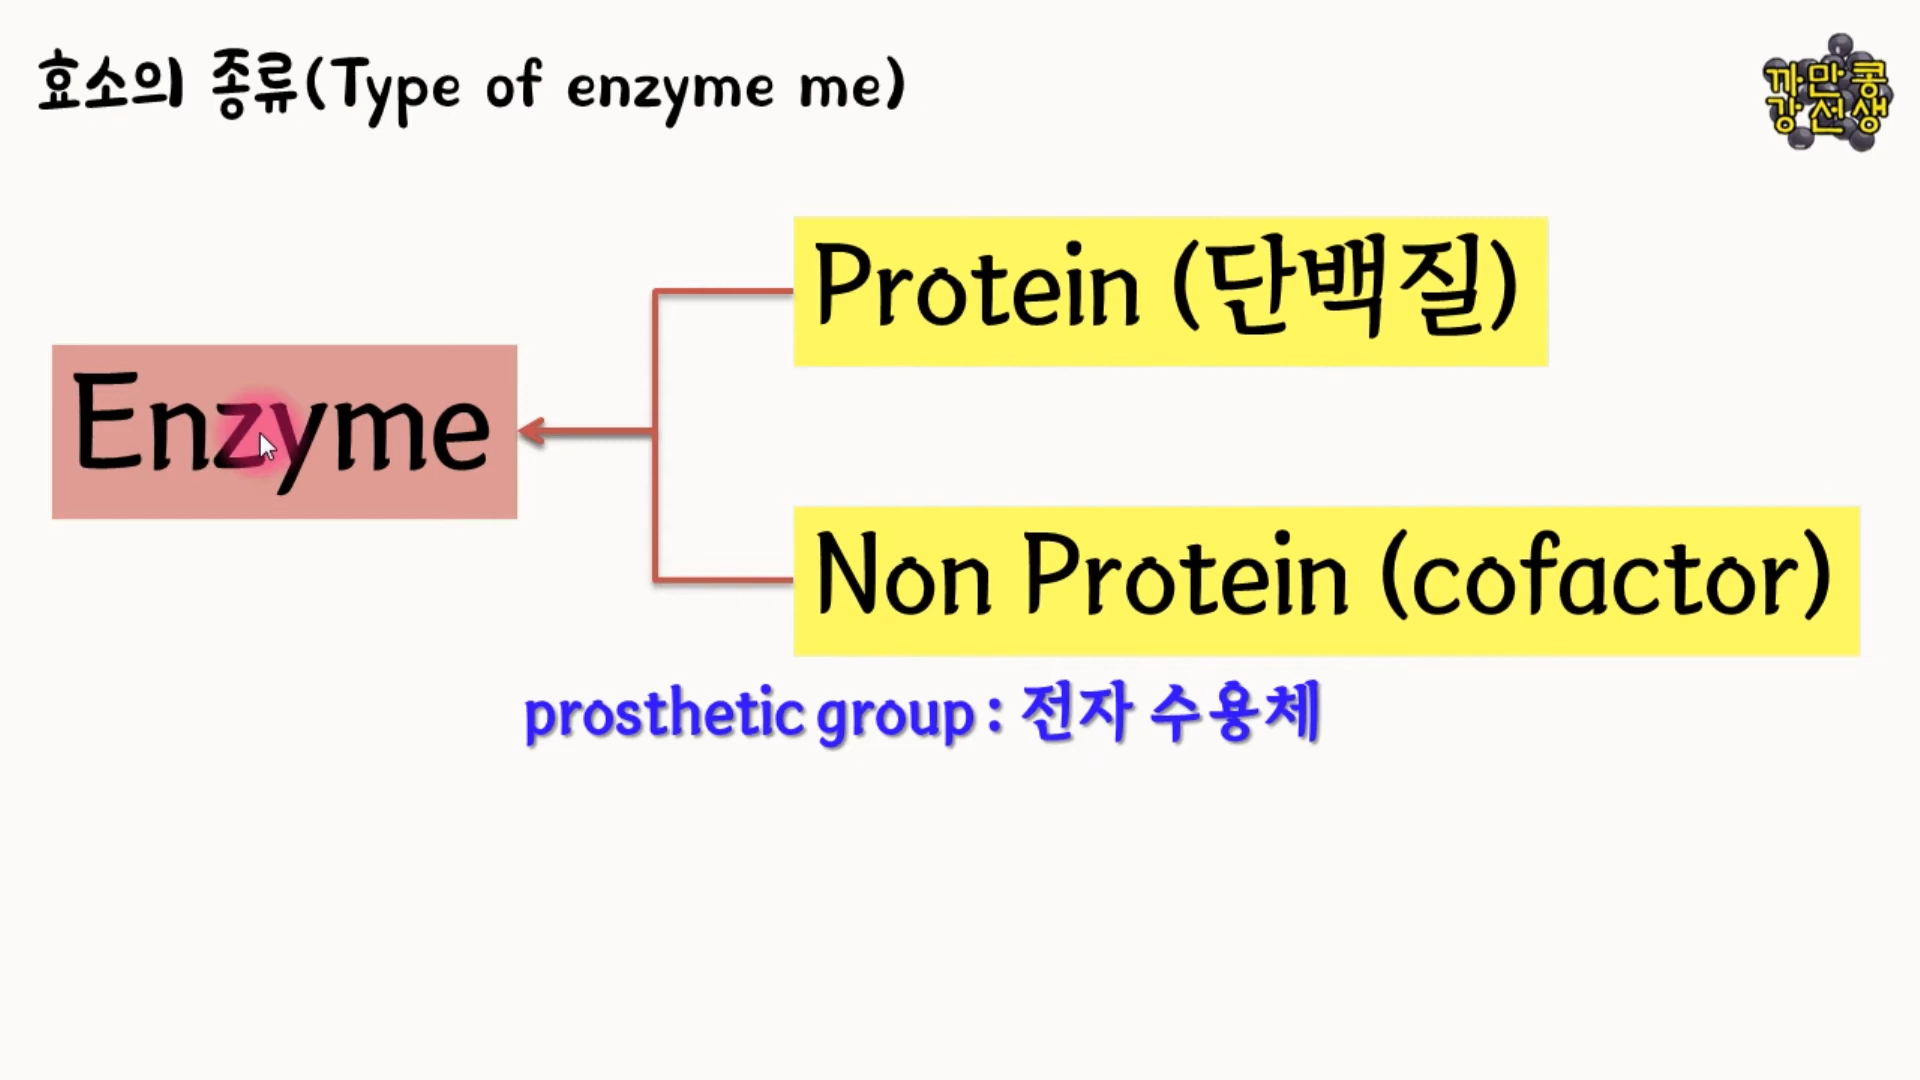 효소의 종류(Type of enzyme me)
까만콩
강선생
Protein (단백질)
Enzyme
Non Protein (cofactor)
prosthetic group : 전자 수용체